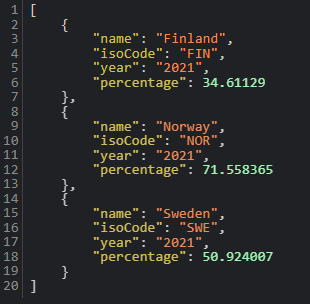 1 [
2     {
3         "name": "Finland",
4         "isoCode": "FIN",
5         "year": "2021",
6         "percentage": 34.61129
7     },
8     {
9         "name": "Norway",
10         "isoCode": "NOR",
11         "year": "2021",
12         "percentage": 71.558365
13     },
14     {
15         "name": "Sweden",
16         "isoCode": "SWE",
17         "year": "2021",
18         "percentage": 50.924007
19     }
20 ]